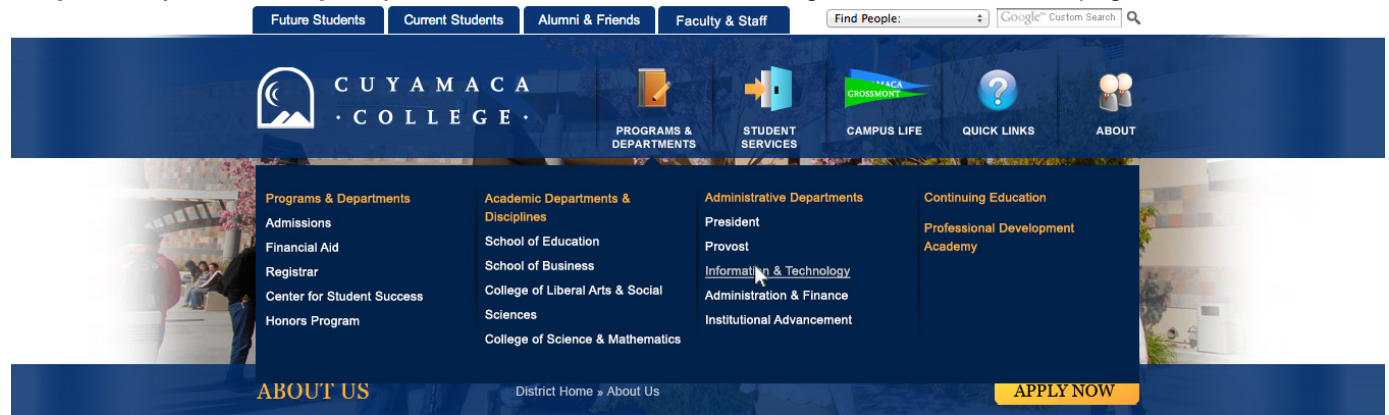 Future Students
Current Students
Alumni & Friends
Faculty & Staff
Find People:
Google™ Custom Search
CUYAMACA
· COLLEGE ·
PROGRAMS &
DEPARTMENTS
STUDENT
SERVICES
GROSSMONT
CAMPUS LIFE
QUICK LINKS
ABOUT
Programs & Departments
Admissions
Financial Aid
Registrar
Center for Student Success
Honors Program
Academic Departments &
Disciplines
School of Education
School of Business
College of Liberal Arts & Social
Sciences
College of Science & Mathematics
Administrative Departments
President
Provost
Information & Technology
Administration & Finance
Institutional Advancement
Continuing Education
Professional Development
Academy
ABOUT US
District Home » About Us
APPLY NOW